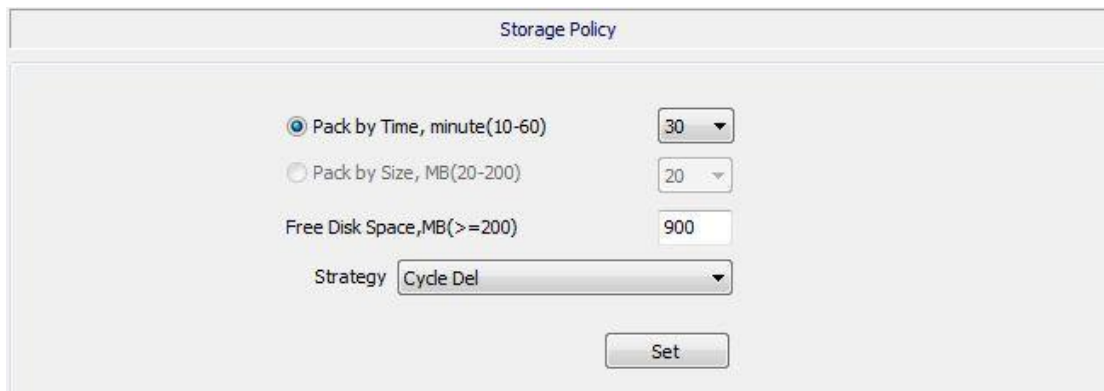 Storage Policy
Pack by Time, minute(10-60) 30
Pack by Size, MB(20-200) 20
Free Disk Space,MB(>=200) 900
Strategy Cycle Del
Set